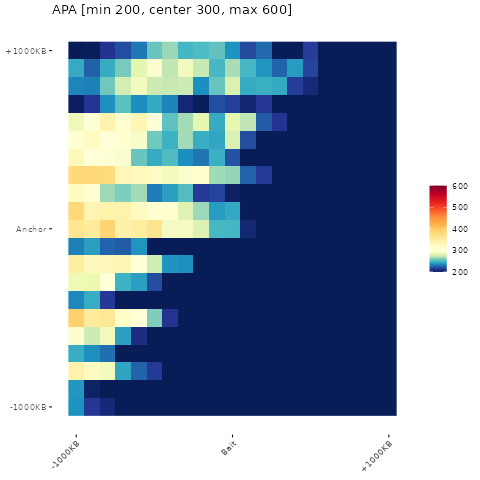 APA [min 200, center 300, max 600]
+1000KB
Anchor
-1000KB
600
500
400
300
200
-1000KB
Bait
+1000KB